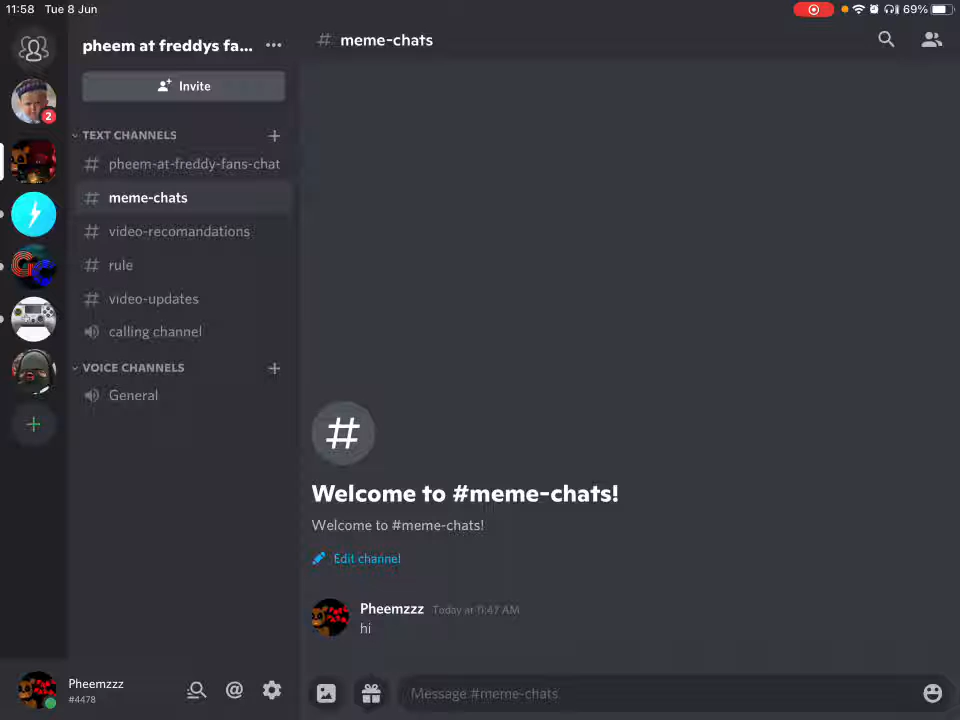 11:58 Tue 8 Jun
69%
2
pheem at freddys fa...
Invite
TEXT CHANNELS
pheem-at-freddy-fans-chat
meme-chats
video-recomandations
rule
video-updates
calling channel
VOICE CHANNELS
General
Pheemzzz
#4478
# meme-chats
#
Welcome to #meme-chats!
Welcome to #meme-chats!
Edit channel
Pheemzzz Today at 11:47 AM
hi
Message #meme-chats